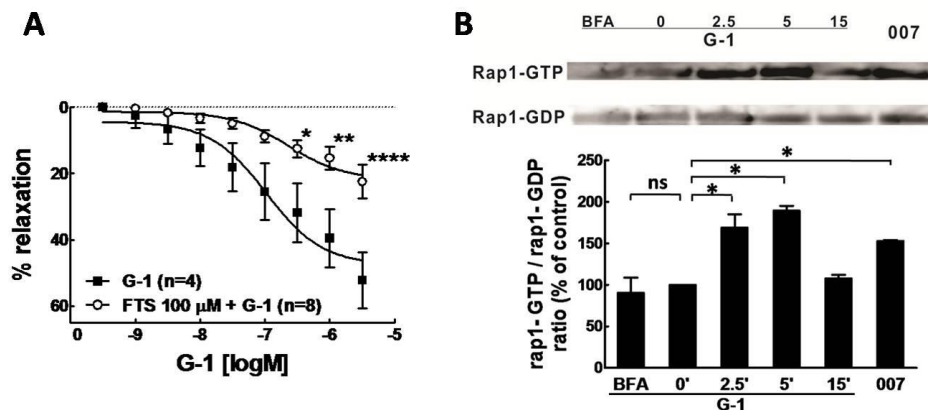 A
0
20
40
60
% relaxation
*
**
****
G-1 (n=4)
FTS 100 μM + G-1 (n=8)
0 -9 -8 -7 -6 -5
G-1 [logM]
B
BFA 0 2.5 5 15 007
G-1
Rap1-GTP
Rap1-GDP
rap1-GTP / rap1-GDP
ratio (% of control)
250
200
150
100
50
0
ns
*
*
*
BFA 0' 2.5' 5' 15' 007
G-1